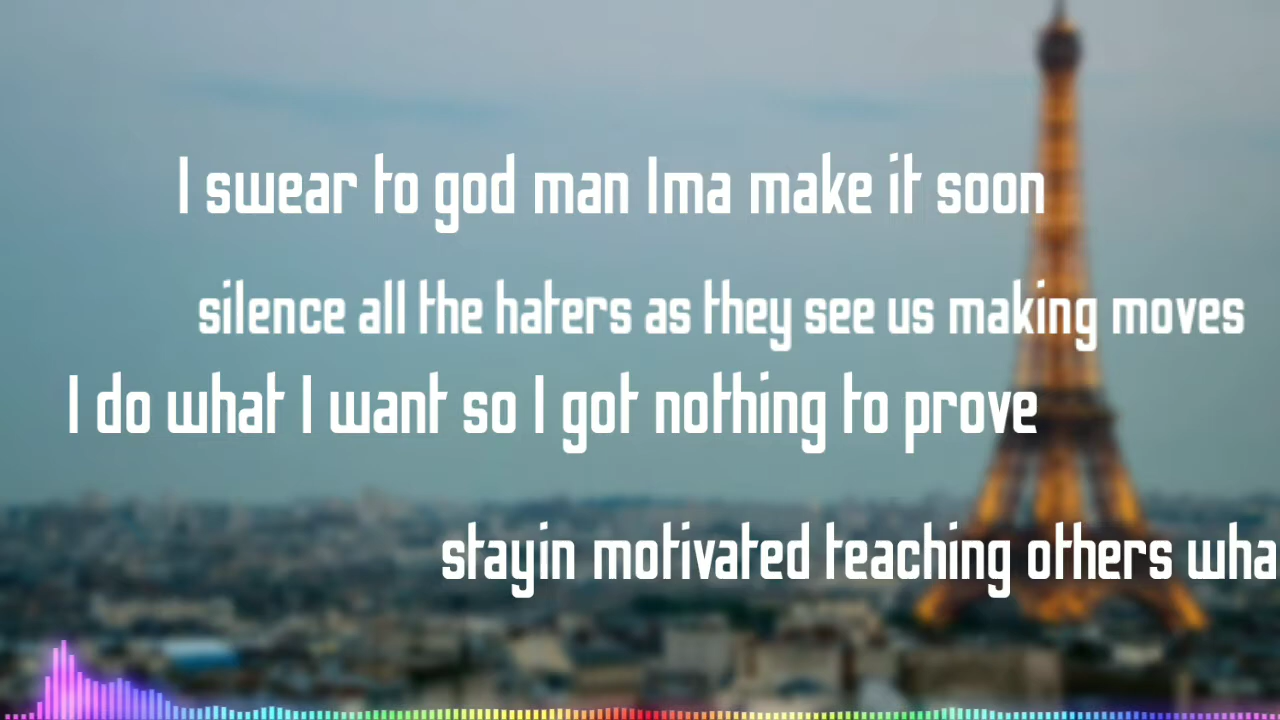 I swear to god man Ima make it soon
silence all the haters as they see us making moves
I do what I want so I got nothing to prove
stayin motivated teaching others